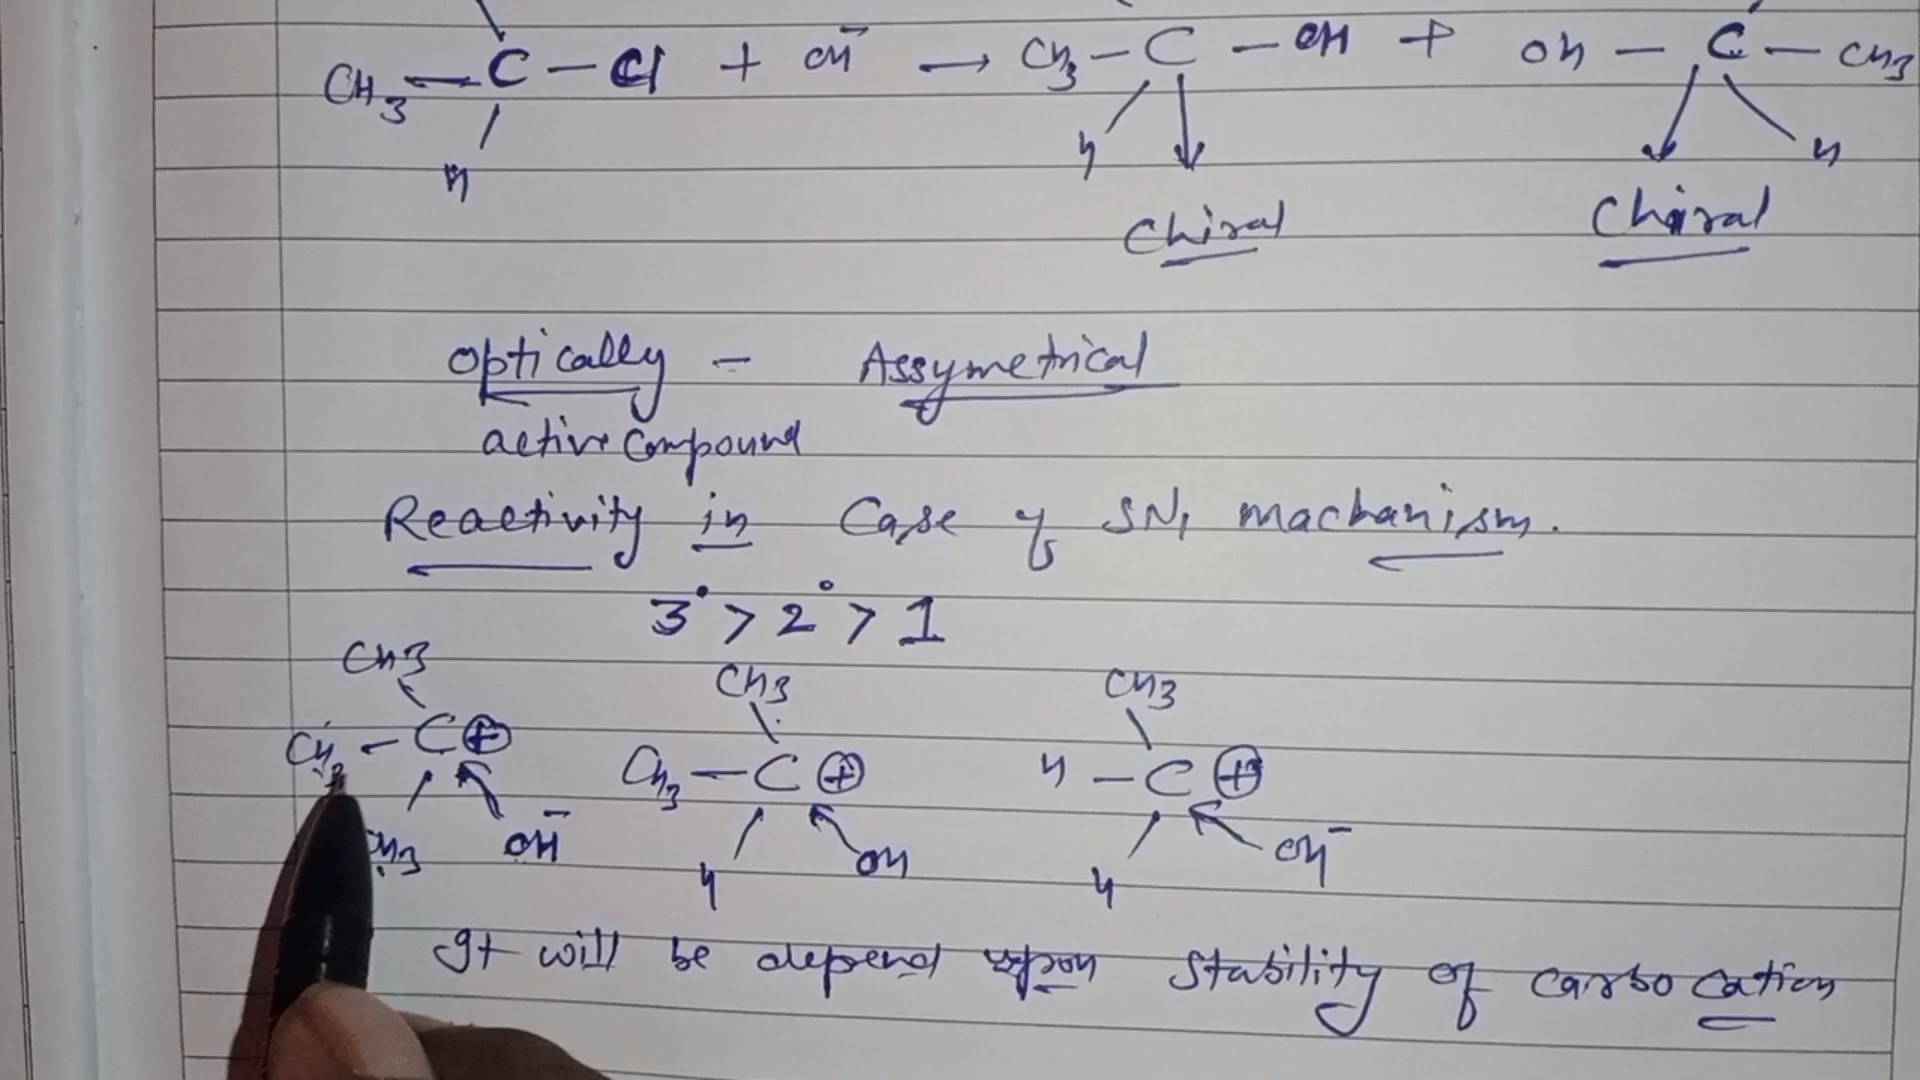 CH3 — C — Cl + OH⁻ → CH3 — C — OH + OH — C — CH3
H H H
Chiral Chiral
Optically – Assymetrical
active Compound
Reactivity in Case of SN1 machanism.
3° > 2° > 1
CH3 CH3 CH3
CH3 — C ⊕ CH3 — C ⊕ H — C ⊕
CH3 OH⁻ H OH H OH⁻
It will be depend upon Stability of carbo cation